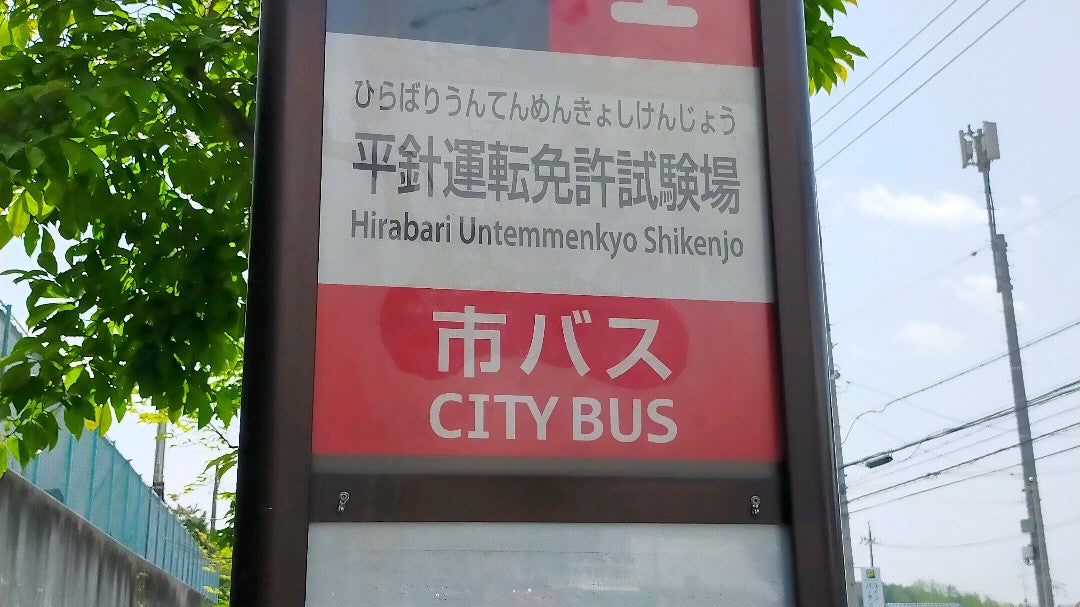 ひらばりうんてんめんきょしけんじょう
平針運転免許試験場
Hirabari Untemmenkyo Shikenjo
市バス
CITY BUS